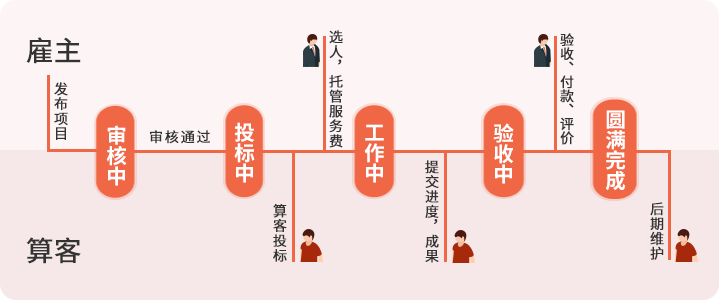 雇主
发布项目
审核中
审核通过
投标中
选人，托管服务费
工作中
验收中
验收、付款、评价
圆满完成
算客
算客投标
提交进度，成果
后期维护